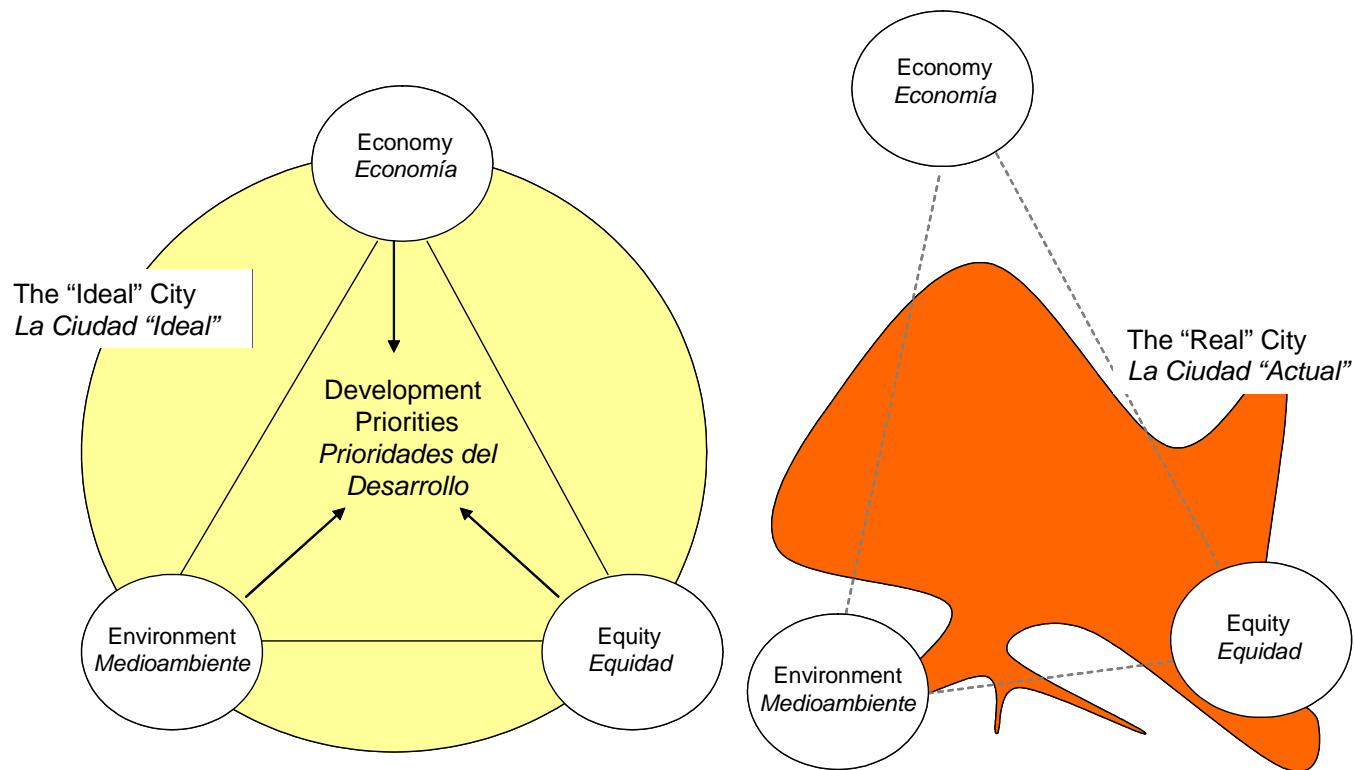 Economy
Economía
The “Ideal” City
La Ciudad “Ideal”
Development
Priorities
Prioridades del
Desarrollo
Environment
Medioambiente
Equity
Equidad
Economy
Economía
The “Real” City
La Ciudad “Actual”
Environment
Medioambiente
Equity
Equidad